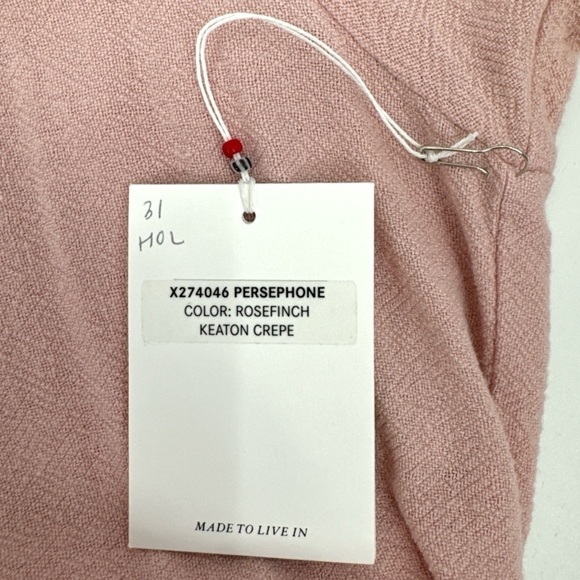 31
HOL
X274046 PERSEPHONE
COLOR: ROSEFINCH
KEATON CREPE
MADE TO LIVE IN